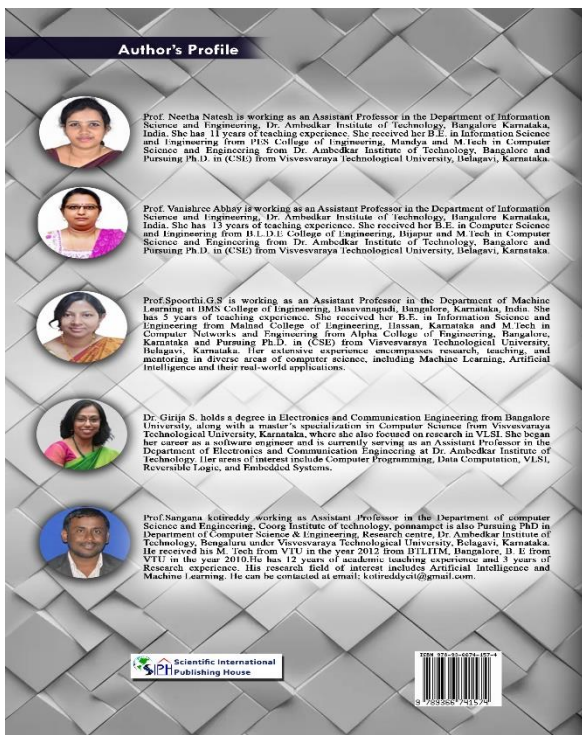 Author's Profile
Prof. Neetha Natesh is working as an Assistant Professor in the Department of Information
Science and Engineering, Dr. Ambedkar Institute of Technology, Bangalore Karnataka,
India. She has 11 years of teaching experience. She received her B.E. in Information Science
and Engineering from PES College of Engineering, Mandya and M.Tech in Computer
Science and Engineering from Dr. Ambedkar Institute of Technology, Bangalore and
Pursuing Ph.D. in (CSE) from Visvesvaraya Technological University, Belagavi, Karnataka.
Prof. Vanishree Abhay is working as an Assistant Professor in the Department of Information
Science and Engineering, Dr. Ambedkar Institute of Technology, Bangalore Karnataka,
India. She has 13 years of teaching experience. She received her B.E. in Computer Science
and Engineering from B.L.D.E College of Engineering, Bijapur and M.Tech in Computer
Science and Engineering from Dr. Ambedkar Institute of Technology, Bangalore and
Pursuing Ph.D. in (CSE) from Visvesvaraya Technological University, Belagavi, Karnataka.
Prof.Spoorthi.G.S is working as an Assistant Professor in the Department of Machine
Learning at BMS College of Engineering, Basavanagudi, Bangalore, Karnataka, India. She
has 5 years of teaching experience. She received her B.E. in Information Science and
Engineering from Malnad College of Engineering, Hassan, Karnataka and M.Tech in
Computer Networks and Engineering from Alpha College of Engineering, Bangalore,
Karnataka and Pursuing Ph.D. in (CSE) from Visvesvaraya Technological University,
Belagavi, Karnataka. Her extensive experience encompasses research, teaching, and
mentoring in diverse areas of computer science, including Machine Learning, Artificial
Intelligence and their real-world applications.
Dr. Girija S. holds a degree in Electronics and Communication Engineering from Bangalore
University, along with a master's specialization in Computer Science from Visvesvaraya
Technological University, Karnataka, where she also focused on research in VLSI. She began
her career as a software engineer and is currently serving as an Assistant Professor in the
Department of Electronics and Communication Engineering at Dr. Ambedkar Institute of
Technology. Her areas of interest include Computer Programming, Data Computation, VLSI,
Reversible Logic, and Embedded Systems.
Prof.Sangana kotireddy working as Assistant Professor in the Department of computer
Science and Engineering, Coorg Institute of technology, ponnampet is also Pursuing PhD in
Department of Computer Science & Engineering, Research centre, Dr. Ambedkar Institute of
Technology, Bengaluru under Visvesvaraya Technological University, Belagavi, Karnataka.
He received his M. Tech from VTU in the year 2012 from BTLITM, Bangalore, B. E from
VTU in the year 2010.He has 12 years of academic teaching experience and 3 years of
Research experience. His research field of interest includes Artificial Intelligence and
Machine Learning. He can be contacted at email: kotireddycit@gmail.com.
SIPH Scientific International
Publishing House
ISBN 978-93-6674-157-4
9 789366 741574